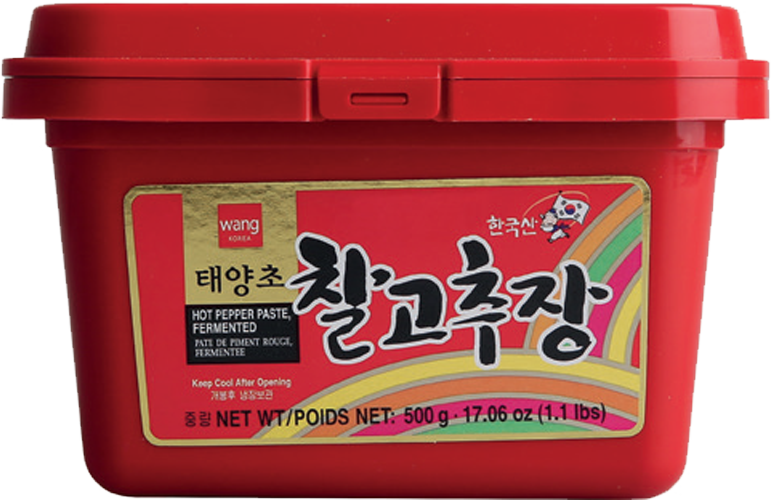 wang
KOREA
한국산
태양초
찰고추장
HOT PEPPER PASTE,
FERMENTED
PATE DE PIMENT ROUGE,
FERMENTEE
Keep Cool After Opening
개봉후 냉장보관
중량 NET WT/POIDS NET: 500 g · 17.06 oz (1.1 lbs)